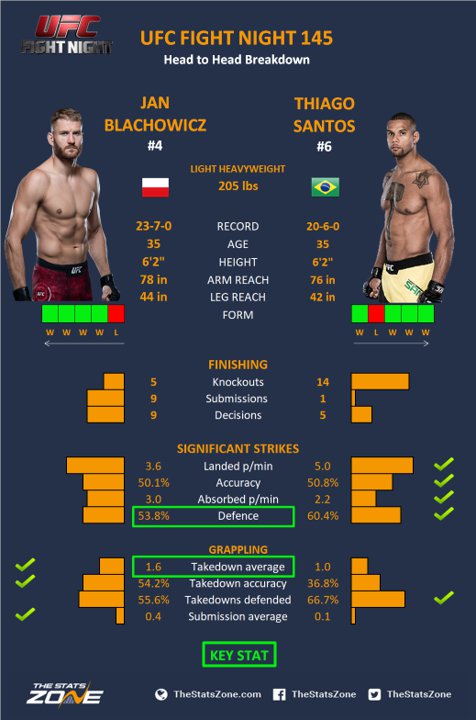 UFC
FIGHT NIGHT
UFC FIGHT NIGHT 145
Head to Head Breakdown
JAN
BLACHOWICZ
#4
THIAGO
SANTOS
#6
LIGHT HEAVYWEIGHT
205 lbs
23-7-0 RECORD 20-6-0
35 AGE 35
6'2" HEIGHT 6'2"
78 in ARM REACH 76 in
44 in LEG REACH 42 in
FORM
W W W W L W L W W W
FINISHING
5 Knockouts 14
9 Submissions 1
9 Decisions 5
SIGNIFICANT STRIKES
3.6 Landed p/min 5.0
50.1% Accuracy 50.8%
3.0 Absorbed p/min 2.2
53.8% Defence 60.4%
GRAPPLING
1.6 Takedown average 1.0
54.2% Takedown accuracy 36.8%
55.6% Takedowns defended 66.7%
0.4 Submission average 0.1
KEY STAT
THE STATS
ZONE
TheStatsZone.com TheStatsZone TheStatsZone